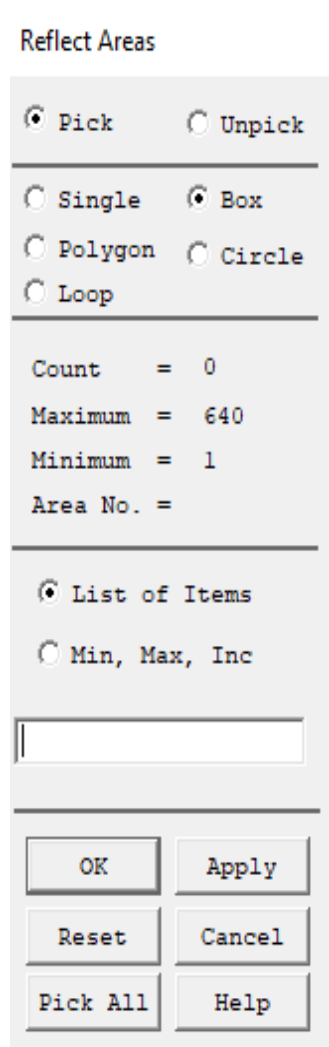 Reflect Areas
Pick Unpick
Single Box
Polygon Circle
Loop
Count = 0
Maximum = 640
Minimum = 1
Area No. =
List of Items
Min, Max, Inc
OK Apply
Reset Cancel
Pick All Help